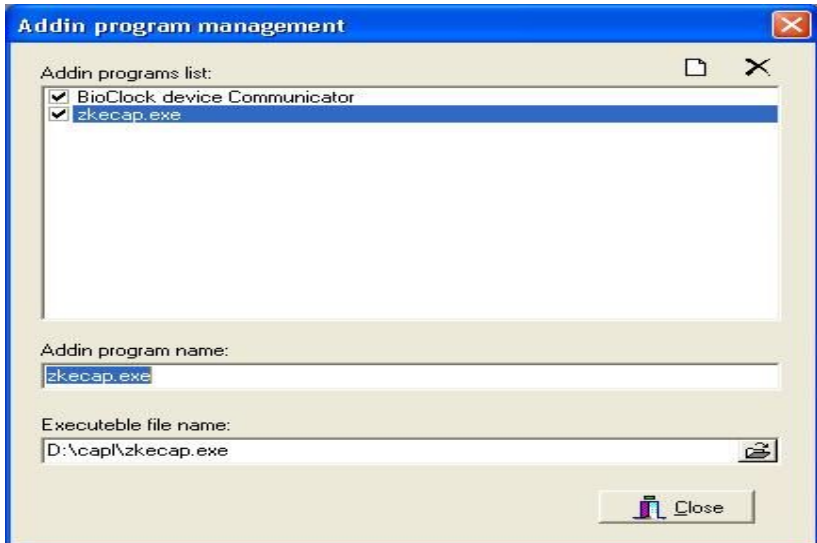 Addin program management
Addin programs list:
BioClock device Communicator
zkecap.exe
Addin program name:
zkecap.exe
Executeble file name:
D:\capl\zkecap.exe
Close